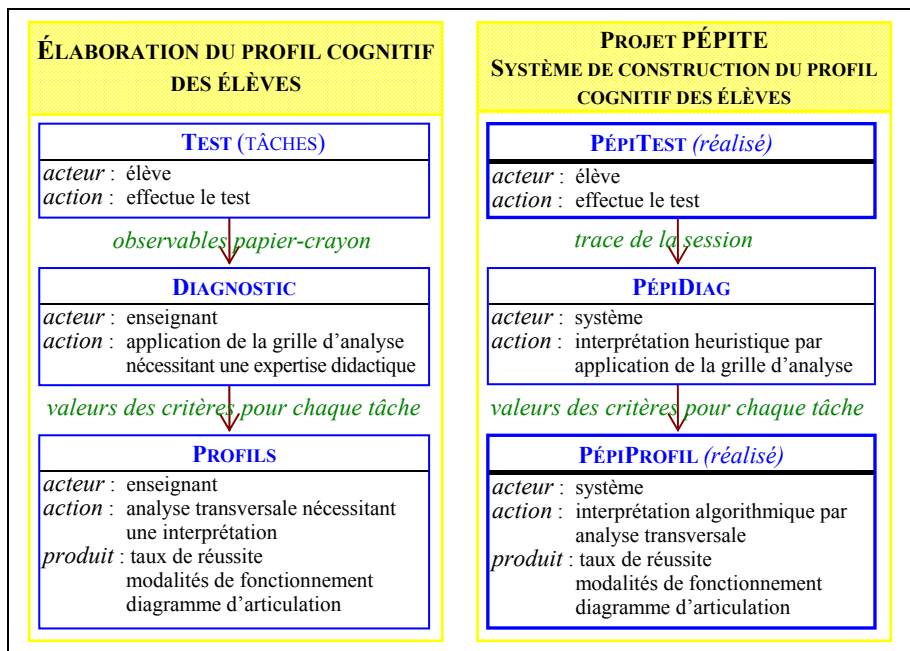 ÉLABORATION DU PROFIL COGNITIF
DES ÉLÈVES
TEST (TÂCHES)
acteur : élève
action : effectue le test
observables papier-crayon
DIAGNOSTIC
acteur : enseignant
action : application de la grille d'analyse
nécessitant une expertise didactique
valeurs des critères pour chaque tâche
PROFILS
acteur : enseignant
action : analyse transversale nécessitant
une interprétation
produit : taux de réussite
modalités de fonctionnement
diagramme d'articulation
PROJET PÉPITE
SYSTÈME DE CONSTRUCTION DU PROFIL
COGNITIF DES ÉLÈVES
PÉPITEST (réalisé)
acteur : élève
action : effectue le test
trace de la session
PÉPIDIAG
acteur : système
action : interprétation heuristique par
application de la grille d'analyse
valeurs des critères pour chaque tâche
PÉPIPROFIL (réalisé)
acteur : système
action : interprétation algorithmique par
analyse transversale
produit : taux de réussite
modalités de fonctionnement
diagramme d'articulation